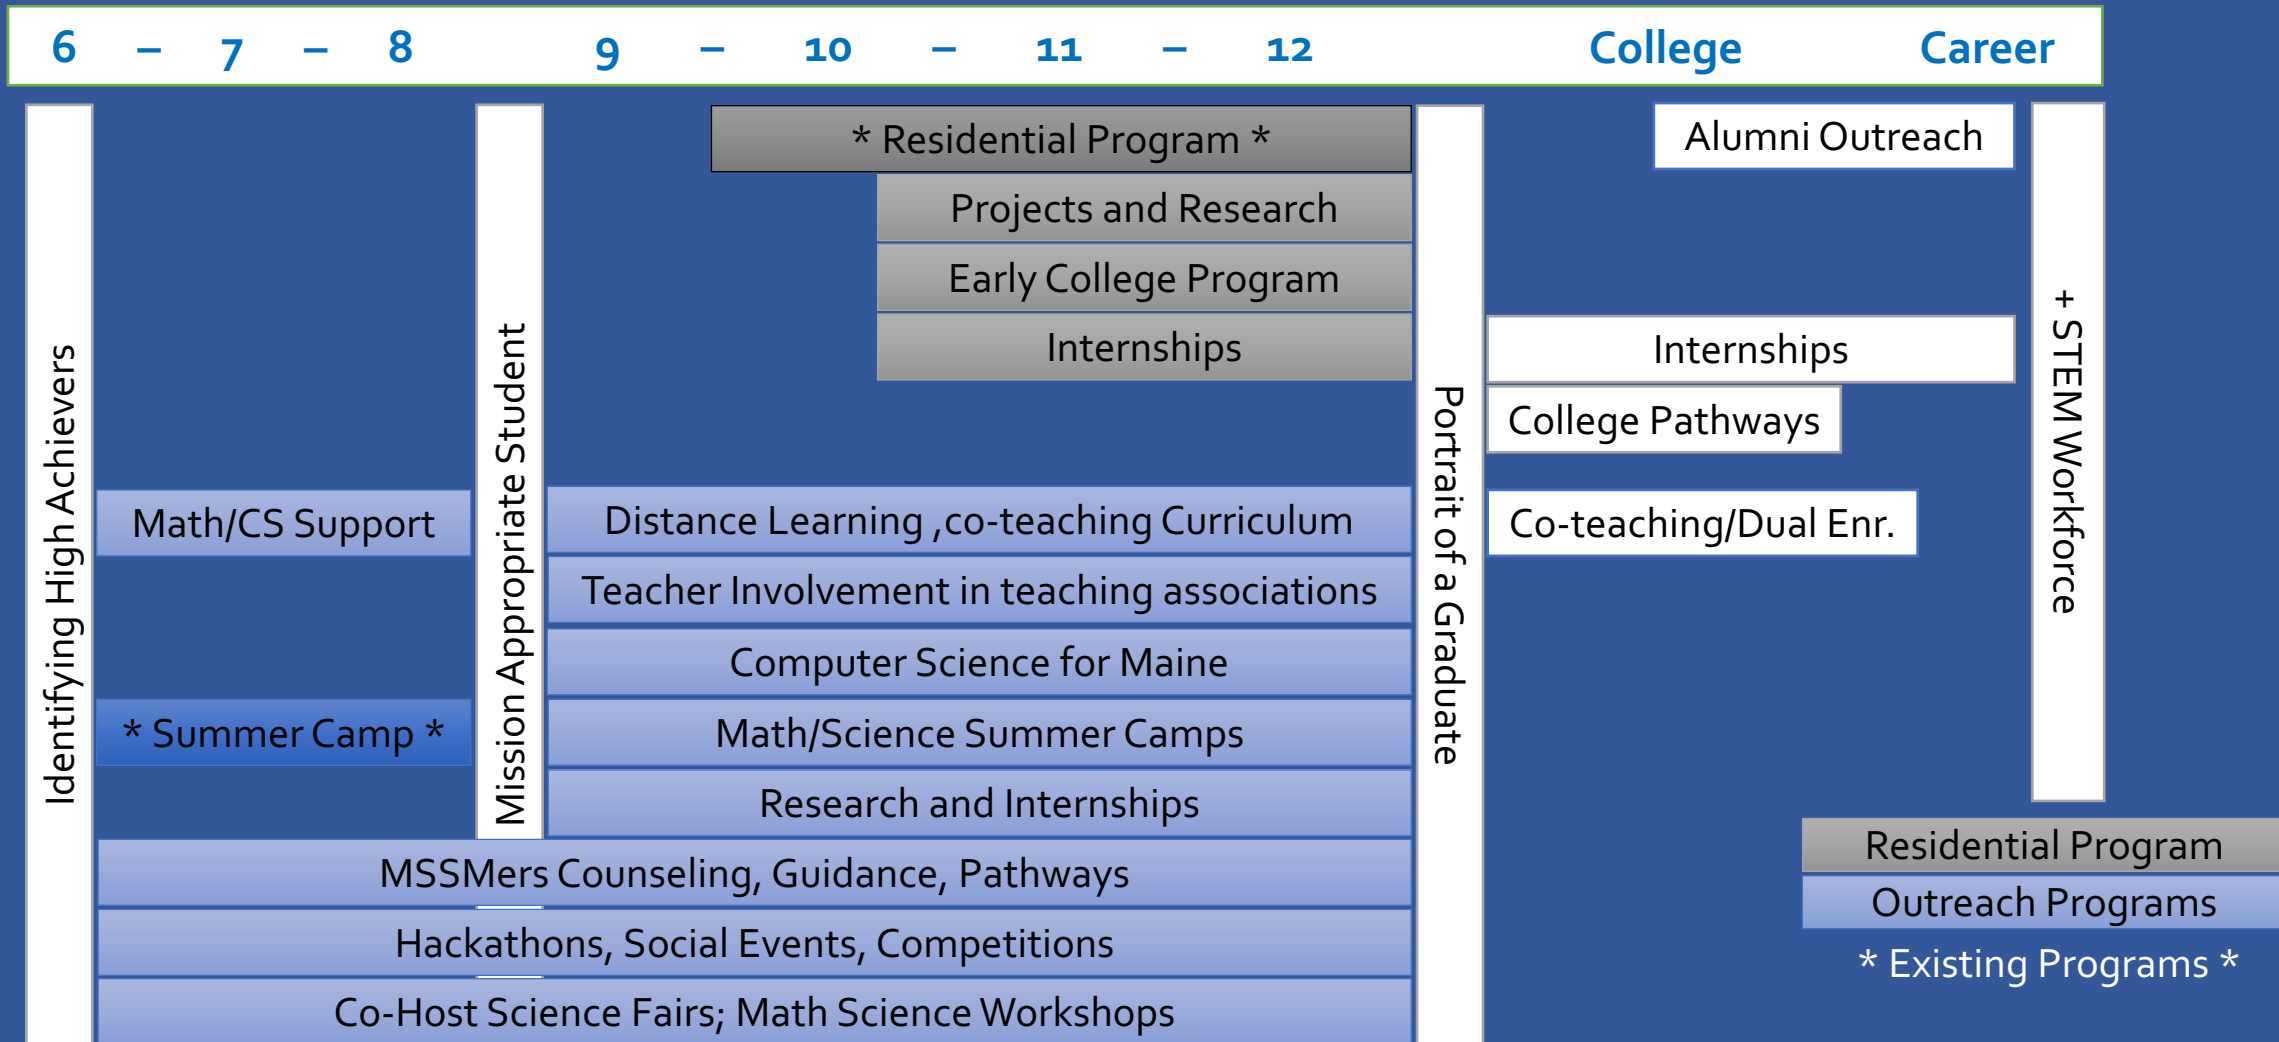 6 – 7 – 8 9 – 10 – 11 – 12 College Career
Identifying High Achievers
Mission Appropriate Student
Portrait of a Graduate
+ STEM Workforce
* Residential Program *
Alumni Outreach
Projects and Research
Early College Program
Internships
Internships
College Pathways
Math/CS Support
Distance Learning ,co-teaching Curriculum
Co-teaching/Dual Enr.
Teacher Involvement in teaching associations
Computer Science for Maine
* Summer Camp *
Math/Science Summer Camps
Research and Internships
MSSMers Counseling, Guidance, Pathways
Hackathons, Social Events, Competitions
Co-Host Science Fairs; Math Science Workshops
Residential Program
Outreach Programs
* Existing Programs *